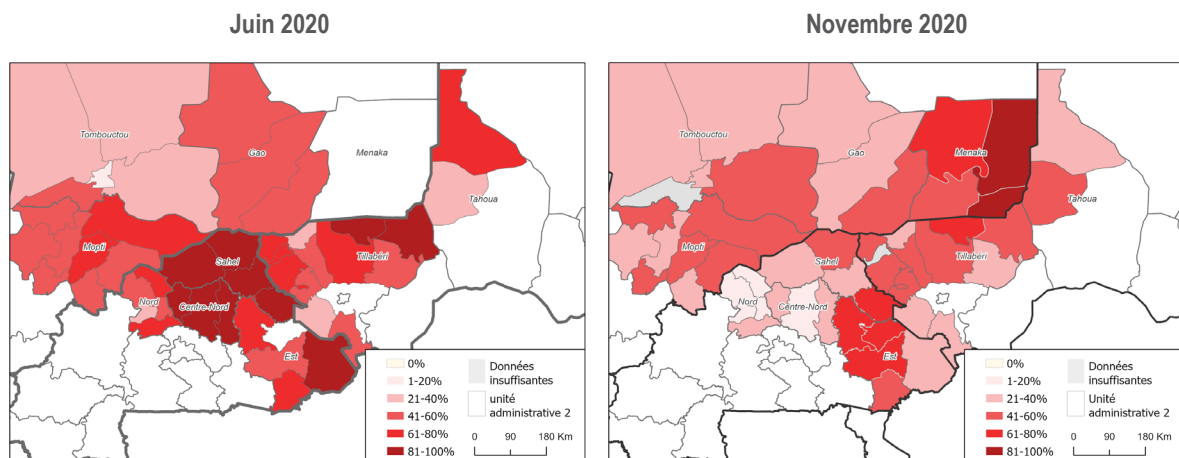 Juin 2020
Tombouctou
Gao
Menaka
Tahoua
Mopti
Sahel
Tillabéri
Nord
Centre-Nord
Est
0%
1-20%
21-40%
41-60%
61-80%
81-100%
Données
insuffisantes
unité
administrative 2
0 90 180 Km
Novembre 2020
Tombouctou
Gao
Menaka
Tahoua
Mopti
Sahel
Tillabéri
Nord
Centre-Nord
Est
0%
1-20%
21-40%
41-60%
61-80%
81-100%
Données
insuffisantes
Unité
administrative 2
0 90 180 Km